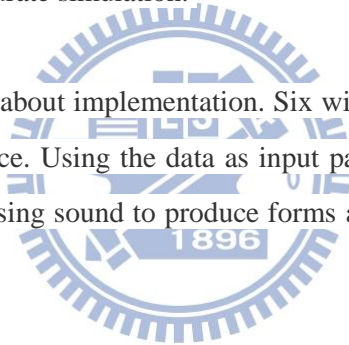 about implementation. Six wi
ce. Using the data as input pa
sing sound to produce forms a
1896